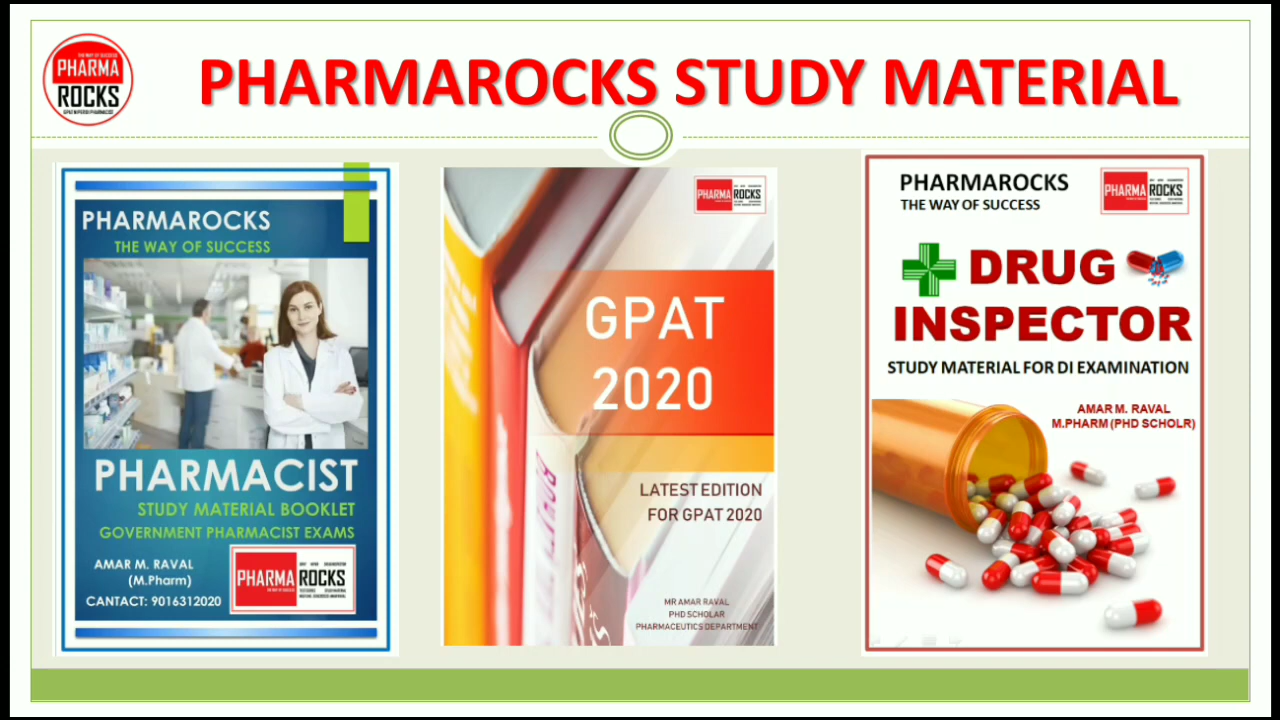 PHARMA
ROCKS
PHARMAROCKS STUDY MATERIAL
PHARMAROCKS
THE WAY OF SUCCESS
PHARMACIST
STUDY MATERIAL BOOKLET
GOVERNMENT PHARMACIST EXAMS
AMAR M. RAVAL
(M.Pharm)
CANTACT: 9016312020
PHARMA ROCKS
PHARMA ROCKS
GPAT
2020
LATEST EDITION
FOR GPAT 2020
MR AMAR RAVAL
PHD SCHOLAR
PHARMACEUTICS DEPARTMENT
PHARMAROCKS
THE WAY OF SUCCESS
PHARMA ROCKS
DRUG
INSPECTOR
STUDY MATERIAL FOR DI EXAMINATION
AMAR M. RAVAL
M.PHARM (PHD SCHOLR)